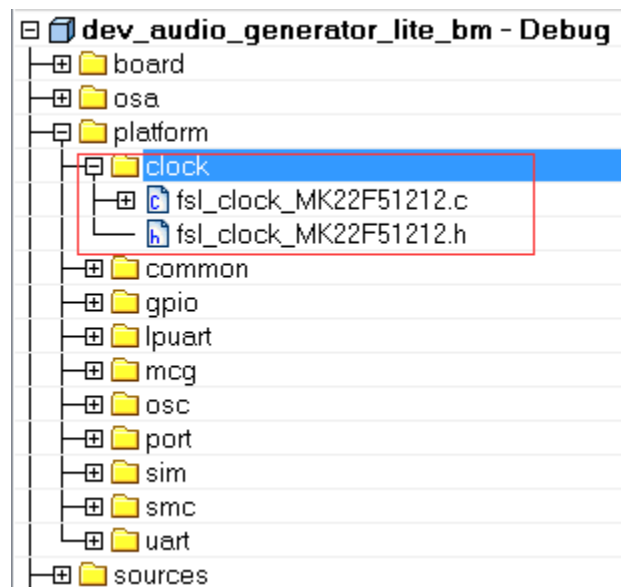 dev_audio_generator_lite_bm - Debug
board
osa
platform
clock
fsl_clock_MK22F51212.c
fsl_clock_MK22F51212.h
common
gpio
lpuart
mcg
osc
port
sim
smc
uart
sources